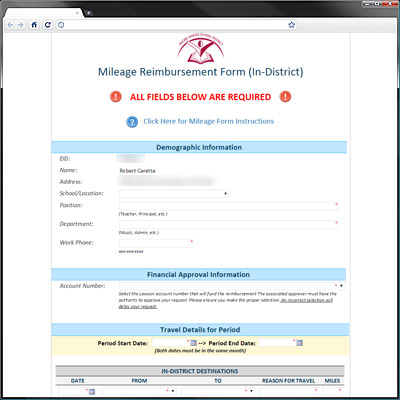 Mileage Reimbursement Form (In-District)
ALL FIELDS BELOW ARE REQUIRED
Click Here for Mileage Form Instructions
Demographic Information
EID:
Name: Robert Caretta
Address:
School/Location:
Position: *
(Teacher, Principal, etc.)
Department: *
(Music, Admin, etc.)
Work Phone: *
xxx-xxx-xxxx
Financial Approval Information
Account Number: *
Select the Lawson account number that will fund the reimbursement The associated approver must have the
authority to approve your request. Please ensure you make the proper selection. An incorrect selection will
delay your request.
Travel Details for Period
Period Start Date: * --> Period End Date: *
(Both dates must be in the same month)
IN-DISTRICT DESTINATIONS
DATE FROM TO REASON FOR TRAVEL MILES
* * * * *